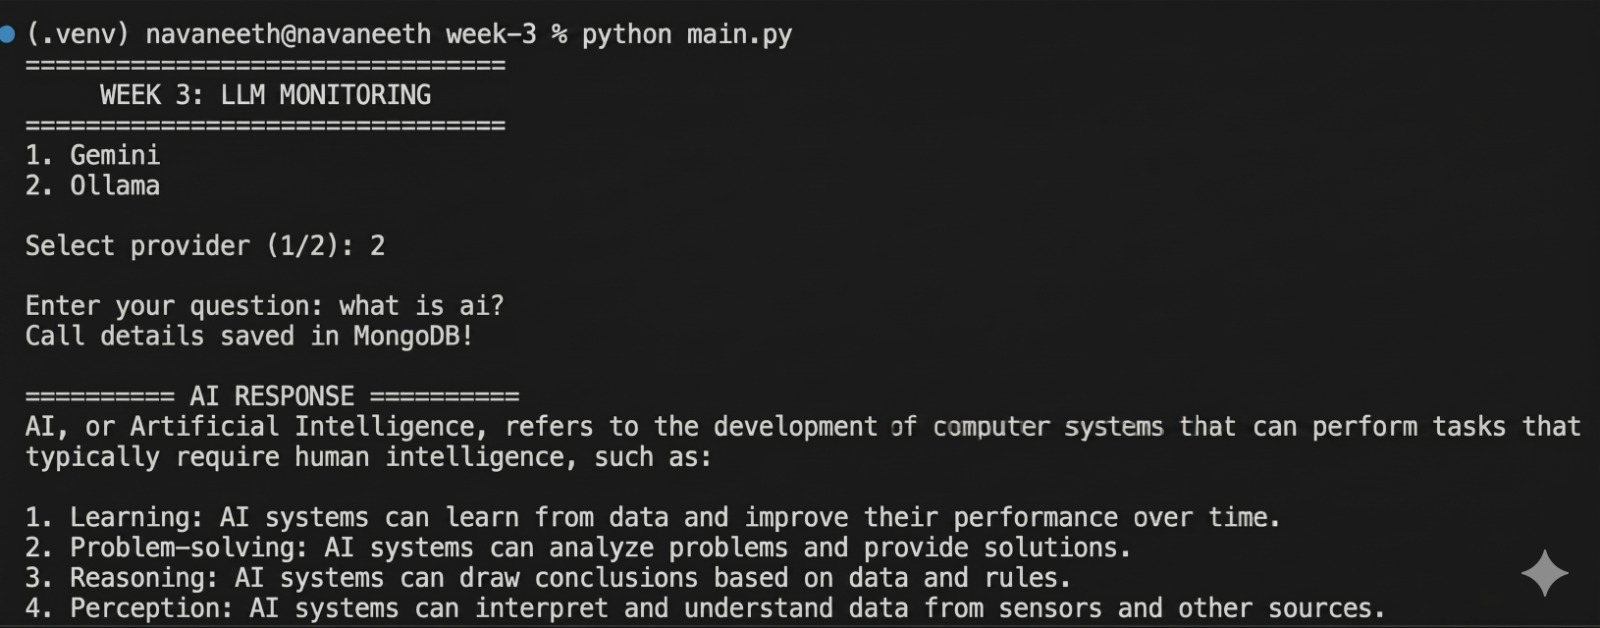 (.venv) navaneeth@navaneeth week-3 % python main.py
================================
WEEK 3: LLM MONITORING
================================
1. Gemini
2. Ollama
Select provider (1/2): 2
Enter your question: what is ai?
Call details saved in MongoDB!
========== AI RESPONSE ==========
AI, or Artificial Intelligence, refers to the development of computer systems that can perform tasks that
typically require human intelligence, such as:
1. Learning: AI systems can learn from data and improve their performance over time.
2. Problem-solving: AI systems can analyze problems and provide solutions.
3. Reasoning: AI systems can draw conclusions based on data and rules.
4. Perception: AI systems can interpret and understand data from sensors and other sources.